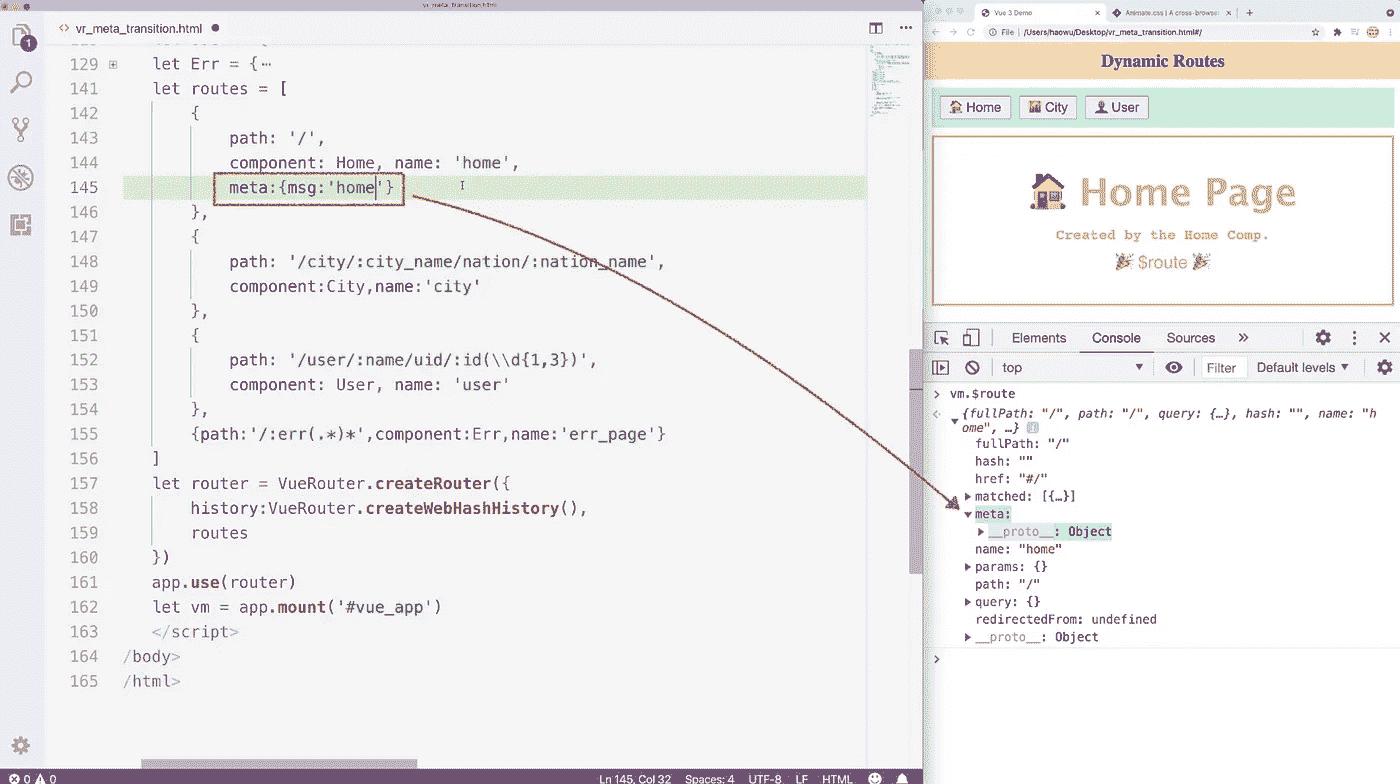 vr_meta_transition.html
vr_meta_transition.html
1
129 let Err = {⋯
141 let routes = [
142 {
143 path: '/',
144 component: Home, name: 'home',
145 meta:{msg:'home'}
146 },
147 {
148 path: '/city/:city_name/nation/:nation_name',
149 component:City,name:'city'
150 },
151 {
152 path: '/user/:name/uid/:id(\\d{1,3})',
153 component: User, name: 'user'
154 },
155 {path:'/:err(.*)*',component:Err,name:'err_page'}
156 ]
157 let router = VueRouter.createRouter({
158 history:VueRouter.createWebHashHistory(),
159 routes
160 })
161 app.use(router)
162 let vm = app.mount('#vue_app')
163 </script>
164 /body>
165 /html>
0 0
Ln 145, Col 32 Spaces: 4 UTF-8 LF HTML
Vue 3 Demo
Animate.css | A cross-browser
File /Users/haowu/Desktop/vr_meta_transition.html#/
Dynamic Routes
Home City User
Home Page
Created by the Home Comp.
$route
Elements Console Sources »
top Filter Default levels
vm.$route
{fullPath: "/", path: "/", query: {…}, hash: "", name: "h
ome", …}
fullPath: "/"
hash: ""
href: "#/"
matched: [{…}]
meta:
__proto__: Object
name: "home"
params: {}
path: "/"
query: {}
redirectedFrom: undefined
__proto__: Object